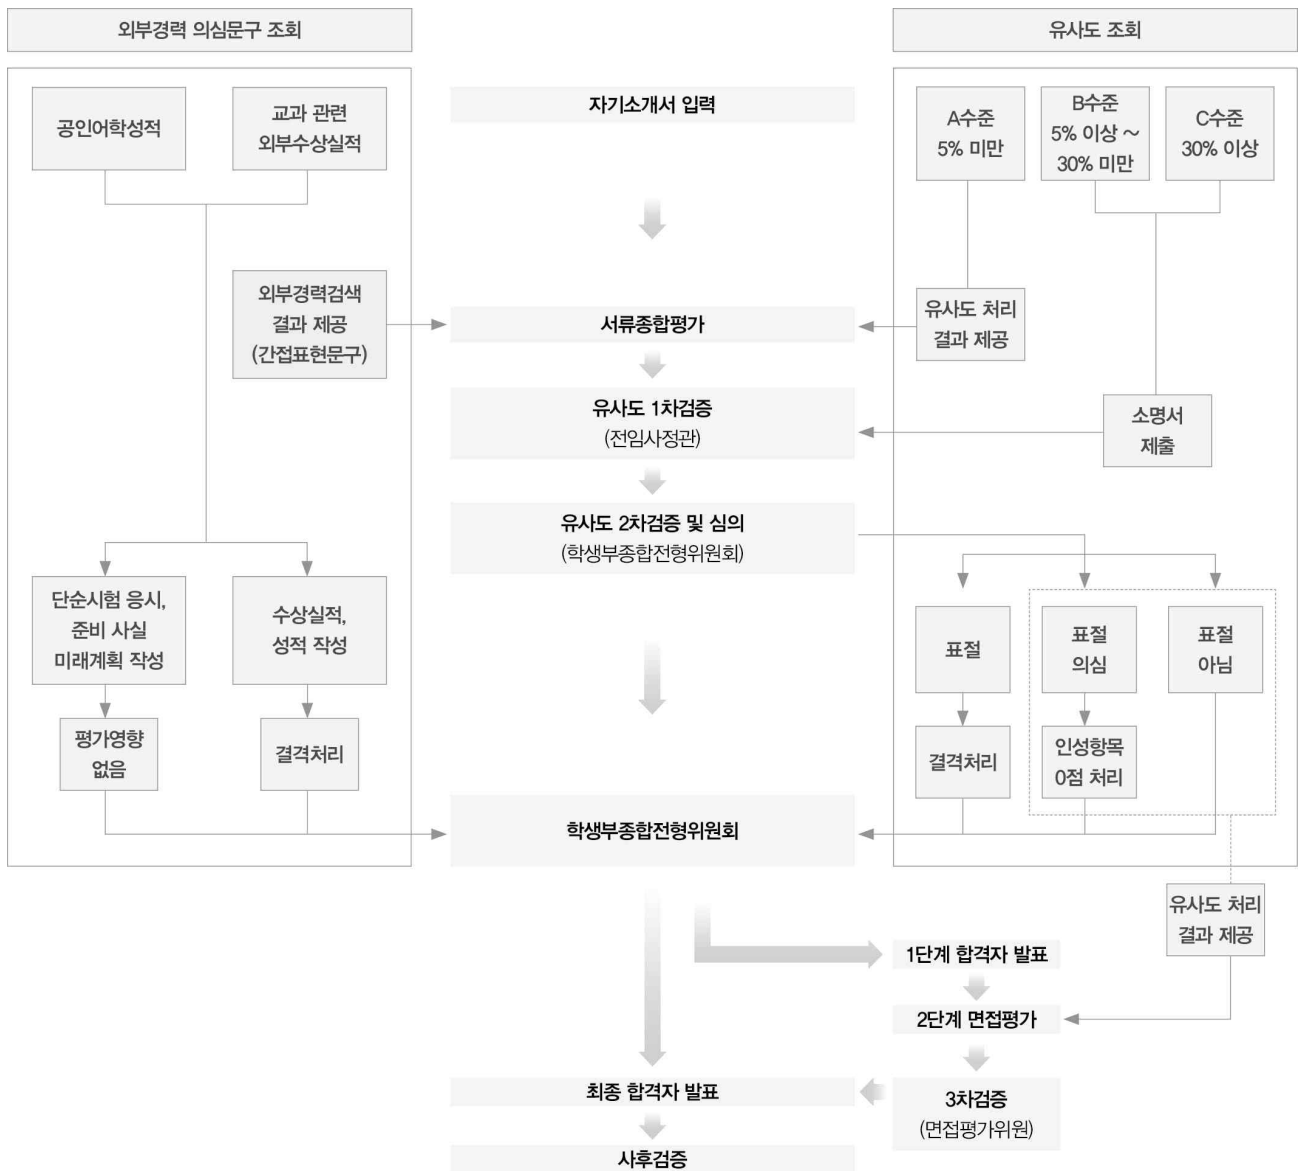 외부경력 의심문구 조회
공인어학성적
교과 관련
외부수상실적
외부경력검색
결과 제공
(간접표현문구)
단순시험 응시,
준비 사실
미래계획 작성
수상실적,
성적 작성
평가영향
없음
결격처리
자기소개서 입력
서류종합평가
유사도 1차검증
(전임사정관)
유사도 2차검증 및 심의
(학생부종합전형위원회)
학생부종합전형위원회
유사도 조회
A수준
5% 미만
B수준
5% 이상 ~
30% 미만
C수준
30% 이상
유사도 처리
결과 제공
소명서
제출
표절
표절
의심
표절
아님
결격처리
인성항목
0점 처리
유사도 처리
결과 제공
1단계 합격자 발표
2단계 면접평가
3차검증
(면접평가위원)
최종 합격자 발표
사후검증